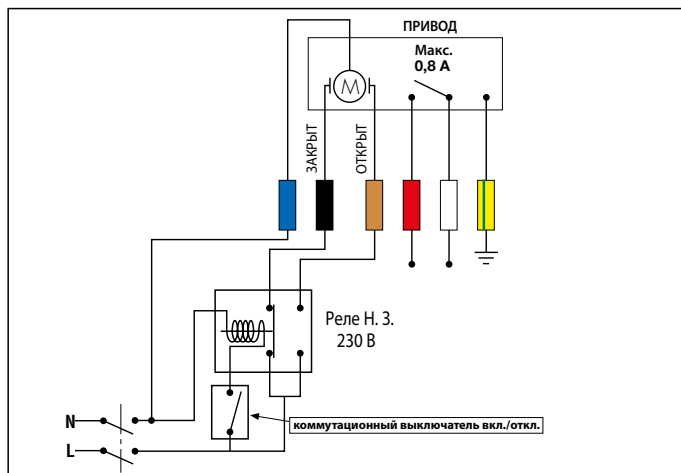 ПРИВОД
Макс.
0,8 А
M
ЗАКРЫТ
ОТКРЫТ
Реле Н. З.
230 В
N
коммутационный выключатель вкл./откл.
L